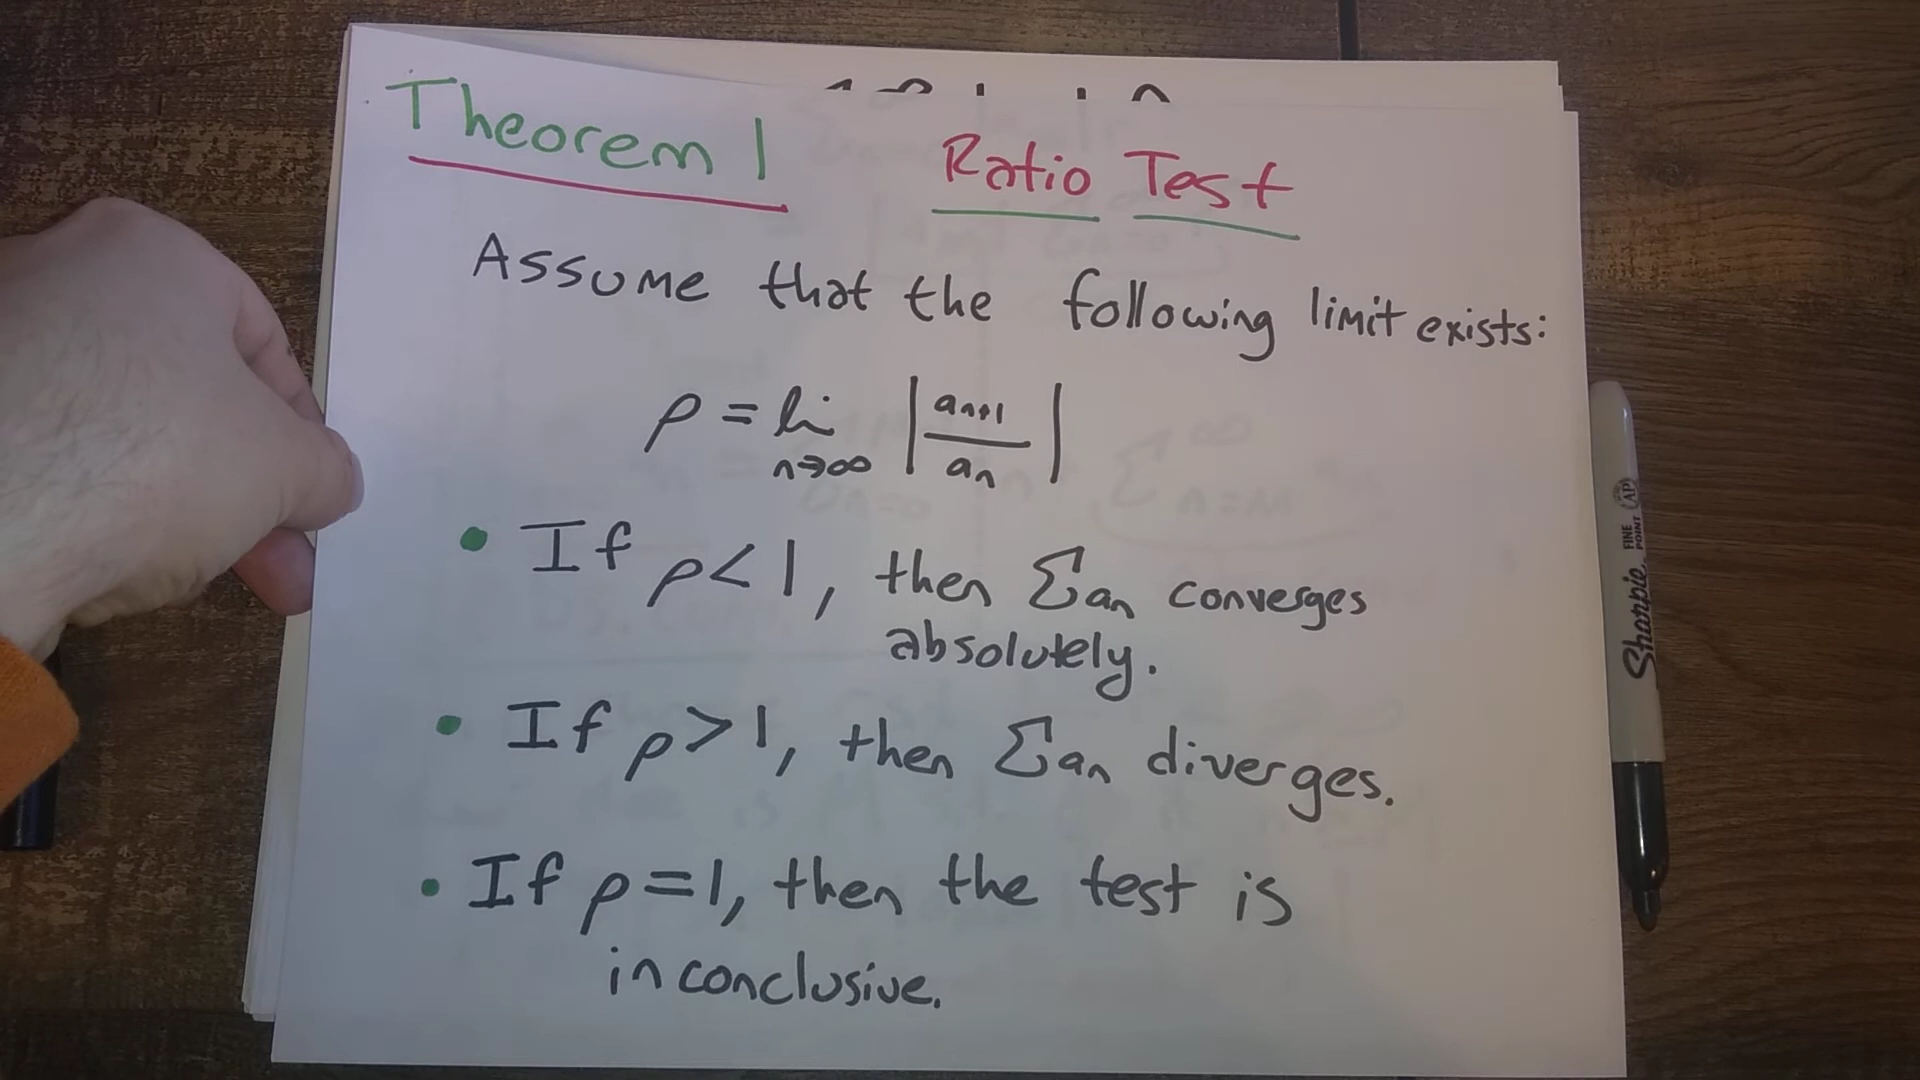 Theorem 1 Ratio Test
Assume that the following limit exists:
ρ = lim n→∞ | aₙ₊₁ / aₙ |
• If ρ < 1, then Σaₙ converges
absolutely.
• If ρ > 1, then Σaₙ diverges.
• If ρ = 1, then the test is
inconclusive.
Sharpie. FINE POINT AP